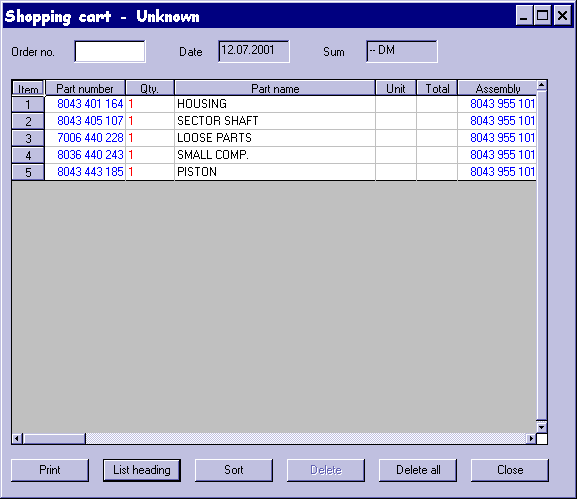 Shopping cart - Unknown
Order no. Date 12.07.2001 Sum -- DM
Item Part number Qty. Part name Unit Total Assembly
1 8043 401 164 1 HOUSING 8043 955 101
2 8043 405 107 1 SECTOR SHAFT 8043 955 101
3 7006 440 228 1 LOOSE PARTS 8043 955 101
4 8036 440 243 1 SMALL COMP. 8043 955 101
5 8043 443 185 1 PISTON 8043 955 101
Print List heading Sort Delete Delete all Close